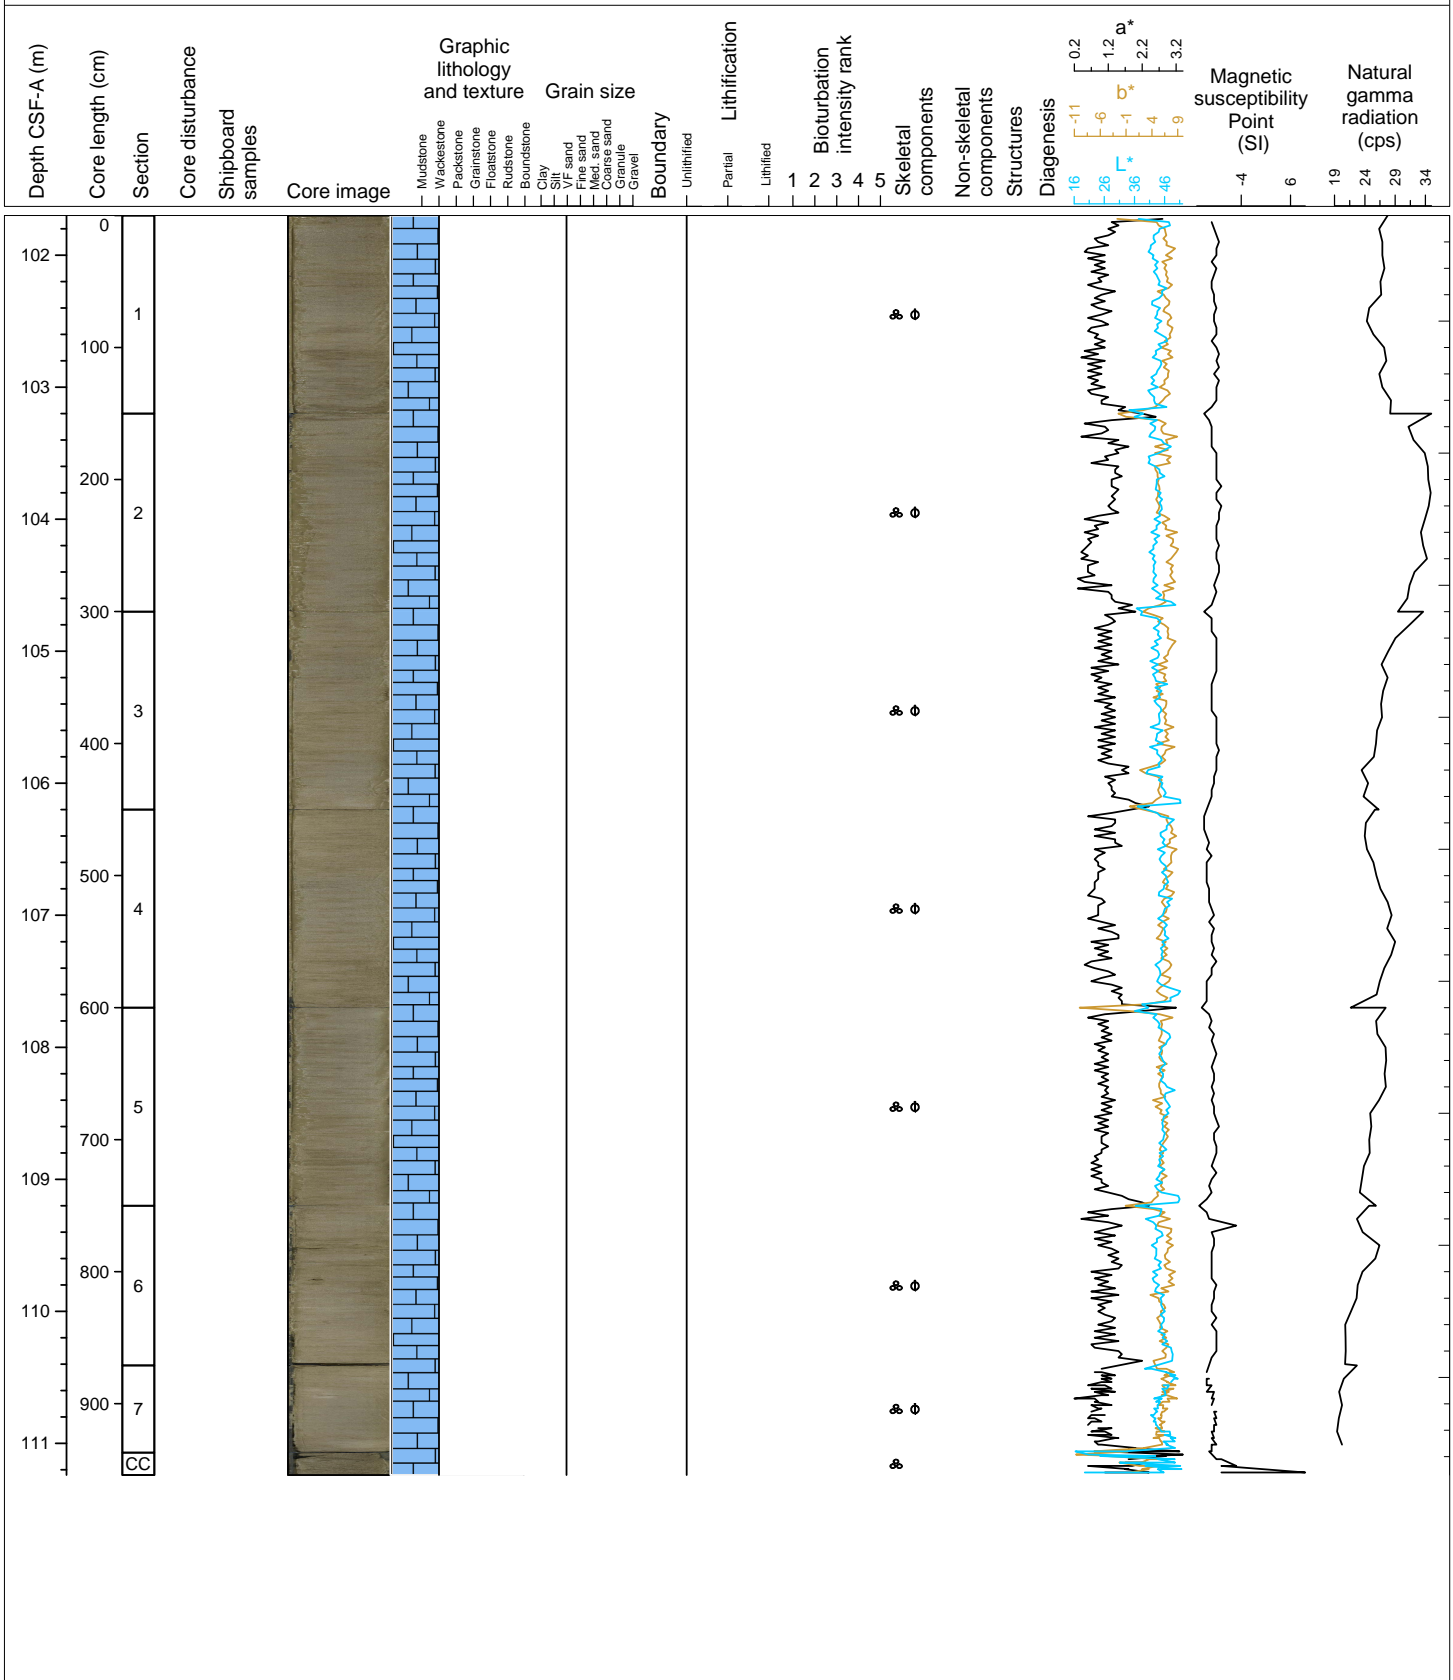 Depth CSF-A (m)
Core length (cm)
Section
Core disturbance
Shipboard
samples
Core image
Graphic
lithology
and texture
Mudstone
Wackestone
Packstone
Grainstone
Floatstone
Rudstone
Boundstone
Grain size
Clay
Silt
VF sand
Fine sand
Med. sand
Coarse sand
Granule
Gravel
Boundary
Lithification
Unlithified
Partial
Lithified
Bioturbation
intensity rank
1 2 3 4 5
Skeletal
components
Non-skeletal
components
Structures
Diagenesis
a*
0.2 1.2 2.2 3.2
b*
-11 -6 -1 4 9
L*
16 26 36 46
Magnetic
susceptibility
Point
(SI)
-4 6
Natural
gamma
radiation
(cps)
19 24 29 34
0
102
1
100
103
200
2
104
300
105
3
400
106
500
4
107
600
108
5
700
109
800
6
110
900
7
111
CC